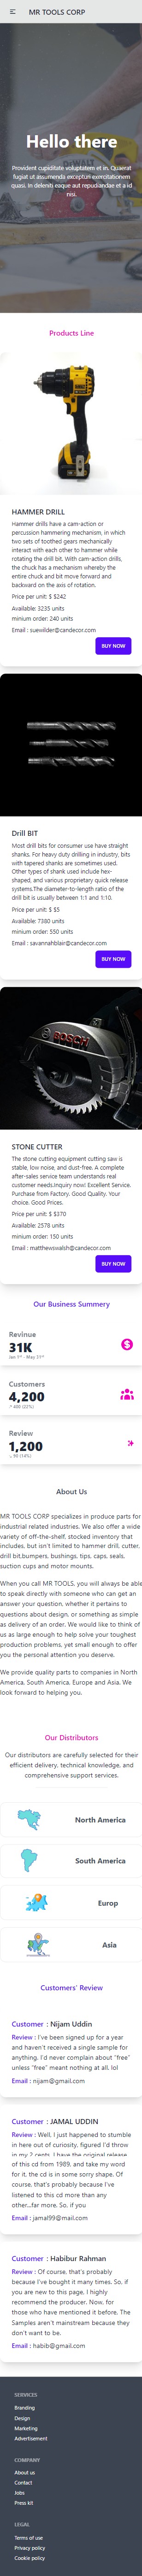 MR TOOLS CORP
Hello there
Provident cupiditate voluptatem et in. Quaerat
fugiat ut assumenda excepturi exercitationem
quasi. In deleniti eaque aut repudiandae et a id
nisi.
Products Line
HAMMER DRILL
Hammer drills have a cam-action or
percussion hammering mechanism, in which
two sets of toothed gears mechanically
interact with each other to hammer while
rotating the drill bit. With cam-action drills,
the chuck has a mechanism whereby the
entire chuck and bit move forward and
backward on the axis of rotation.
Price per unit: $ $242
Available: 3235 units
minium order: 240 units
Email : suewilder@candecor.com
BUY NOW
Drill BIT
Most drill bits for consumer use have straight
shanks. For heavy duty drilling in industry, bits
with tapered shanks are sometimes used.
Other types of shank used include hex-
shaped, and various proprietary quick release
systems.The diameter-to-length ratio of the
drill bit is usually between 1:1 and 1:10.
Price per unit: $ $5
Available: 7380 units
minium order: 550 units
Email : savannahblair@candecor.com
BUY NOW
BOSCH
STONE CUTTER
The stone cutting equipment cutting saw is
stable, low noise, and dust-free. A complete
after-sales service team understands real
customer needs.Inquiry now! Excellent Service.
Purchase from Factory. Good Quality. Your
choice. Good Prices.
Price per unit: $ $370
Available: 2578 units
minium order: 150 units
Email : matthewswalsh@candecor.com
BUY NOW
Our Business Summery
Revinue
31K
Jan 1st - May 31st
Customers
4,200
↗ 400 (22%)
Review
1,200
↘ 90 (14%)
About Us
MR TOOLS CORP specializes in produce parts for
industrial related industries. We also offer a wide
variety of off-the-shelf, stocked inventory that
includes, but isn't limited to hammer drill, cutter,
drill bit,bumpers, bushings, tips, caps, seals,
suction cups and motor mounts.
When you call MR TOOLS, you will always be able
to speak directly with someone who can get an
answer your question, whether it pertains to
questions about design, or something as simple
as delivery of an order. We would like to think of
us as large enough to help solve your toughest
production problems, yet small enough to offer
you the personal attention you deserve.
We provide quality parts to companies in North
America, South America, Europe and Asia. We
look forward to helping you.
Our Distributors
Our distributors are carefully selected for their
efficient delivery, technical knowledge, and
comprehensive support services.
North America
South America
Europ
Asia
Customers' Review
Customer : Nijam Uddin
Review : I've been signed up for a year
and haven't received a single sample for
anything. I'd never complain about "free"
unless "free" meant nothing at all. lol
Email : nijam@gmail.com
Customer : JAMAL UDDIN
Review : Well, I just happened to stumble
in here out of curiosity, figured I'd throw
in my 2 cents. I have the original release
of this cd from 1989, and take my word
for it, the cd is in some sorry shape. Of
course, that's probably because I've
listened to this cd more than any
other...far more. So, if you
Email : jamal99@mail.com
Customer : Habibur Rahman
Review : Of course, that's probably
because I've bought it many times. So, if
you are new to this page, I highly
recommend the producer. Now, for
those who have mentioned it before, The
Samples aren't mainstream because they
don't want to be.
Email : habib@gmail.com
SERVICES
Branding
Design
Marketing
Advertisement
COMPANY
About us
Contact
Jobs
Press kit
LEGAL
Terms of use
Privacy policy
Cookie policy